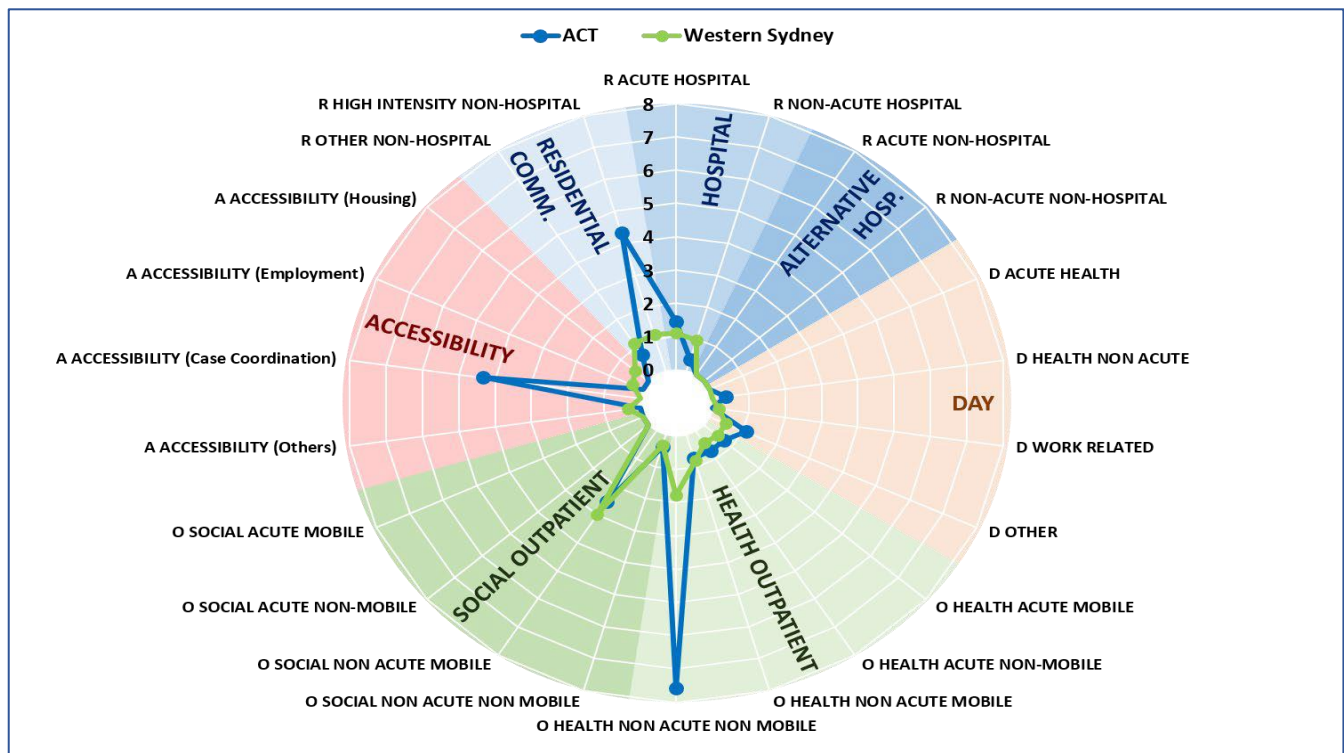 ACT
Western Sydney
R ACUTE HOSPITAL
R HIGH INTENSITY NON-HOSPITAL
R NON-ACUTE HOSPITAL
R OTHER NON-HOSPITAL
R ACUTE NON-HOSPITAL
A ACCESSIBILITY (Housing)
R NON-ACUTE NON-HOSPITAL
A ACCESSIBILITY (Employment)
D ACUTE HEALTH
A ACCESSIBILITY (Case Coordination)
D HEALTH NON ACUTE
A ACCESSIBILITY (Others)
D WORK RELATED
O SOCIAL ACUTE MOBILE
D OTHER
O SOCIAL ACUTE NON-MOBILE
O HEALTH ACUTE MOBILE
O SOCIAL NON ACUTE MOBILE
O HEALTH ACUTE NON-MOBILE
O SOCIAL NON ACUTE NON MOBILE
O HEALTH NON ACUTE MOBILE
O HEALTH NON ACUTE NON MOBILE
8
7
6
5
4
3
2
1
0
RESIDENTIAL
COMM.
HOSPITAL
ALTERNATIVE
HOSP.
ACCESSIBILITY
DAY
SOCIAL OUTPATIENT
HEALTH OUTPATIENT